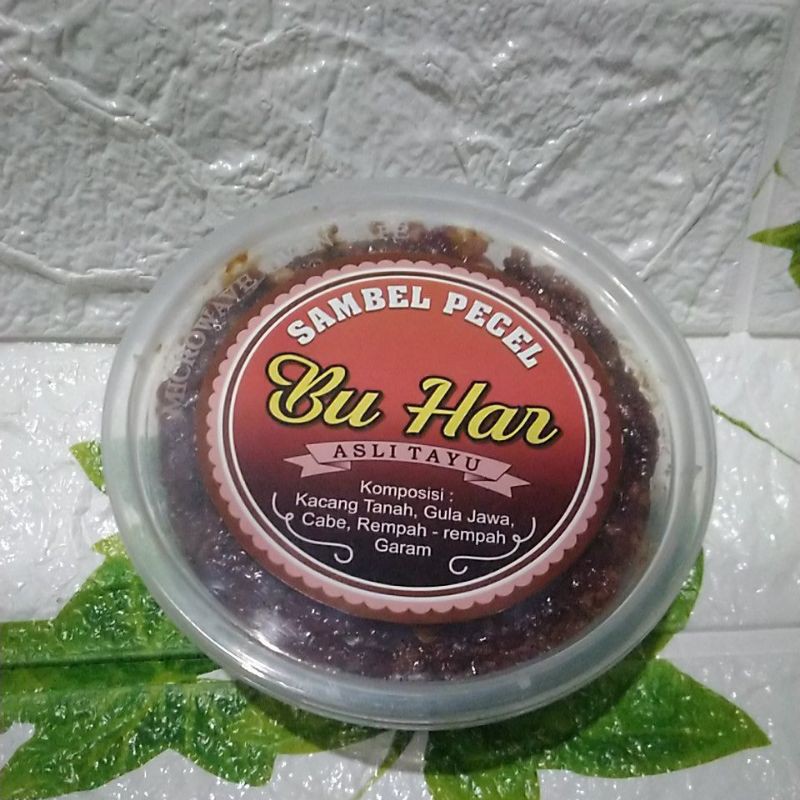 MICROWAVE
SAMBEL PECEL
Bu Har
ASLI TAYU
Komposisi :
Kacang Tanah, Gula Jawa,
Cabe, Rempah - rempah
Garam